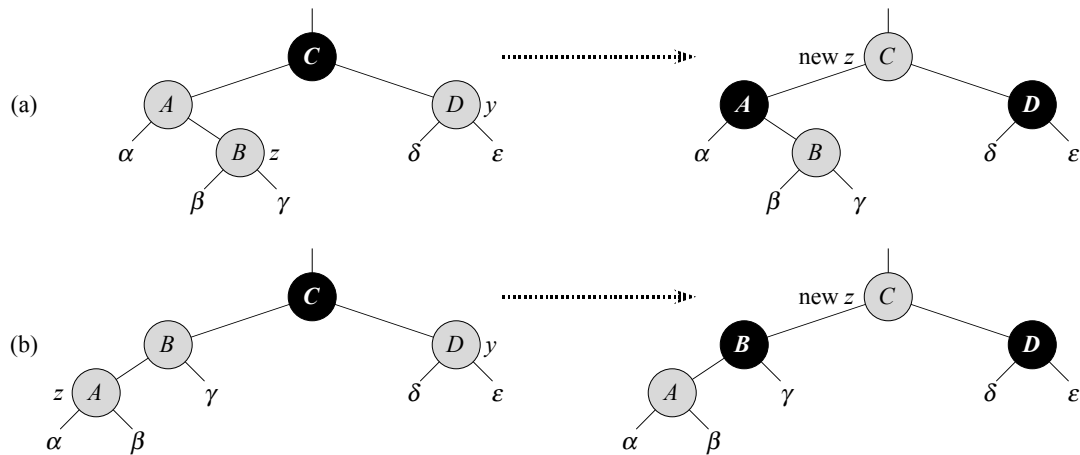 C new z C
(a) A D y A D
α B z δ ε α B δ ε
β γ β γ
C new z C
(b) B D y B D
z A γ δ ε A γ δ ε
α β α β